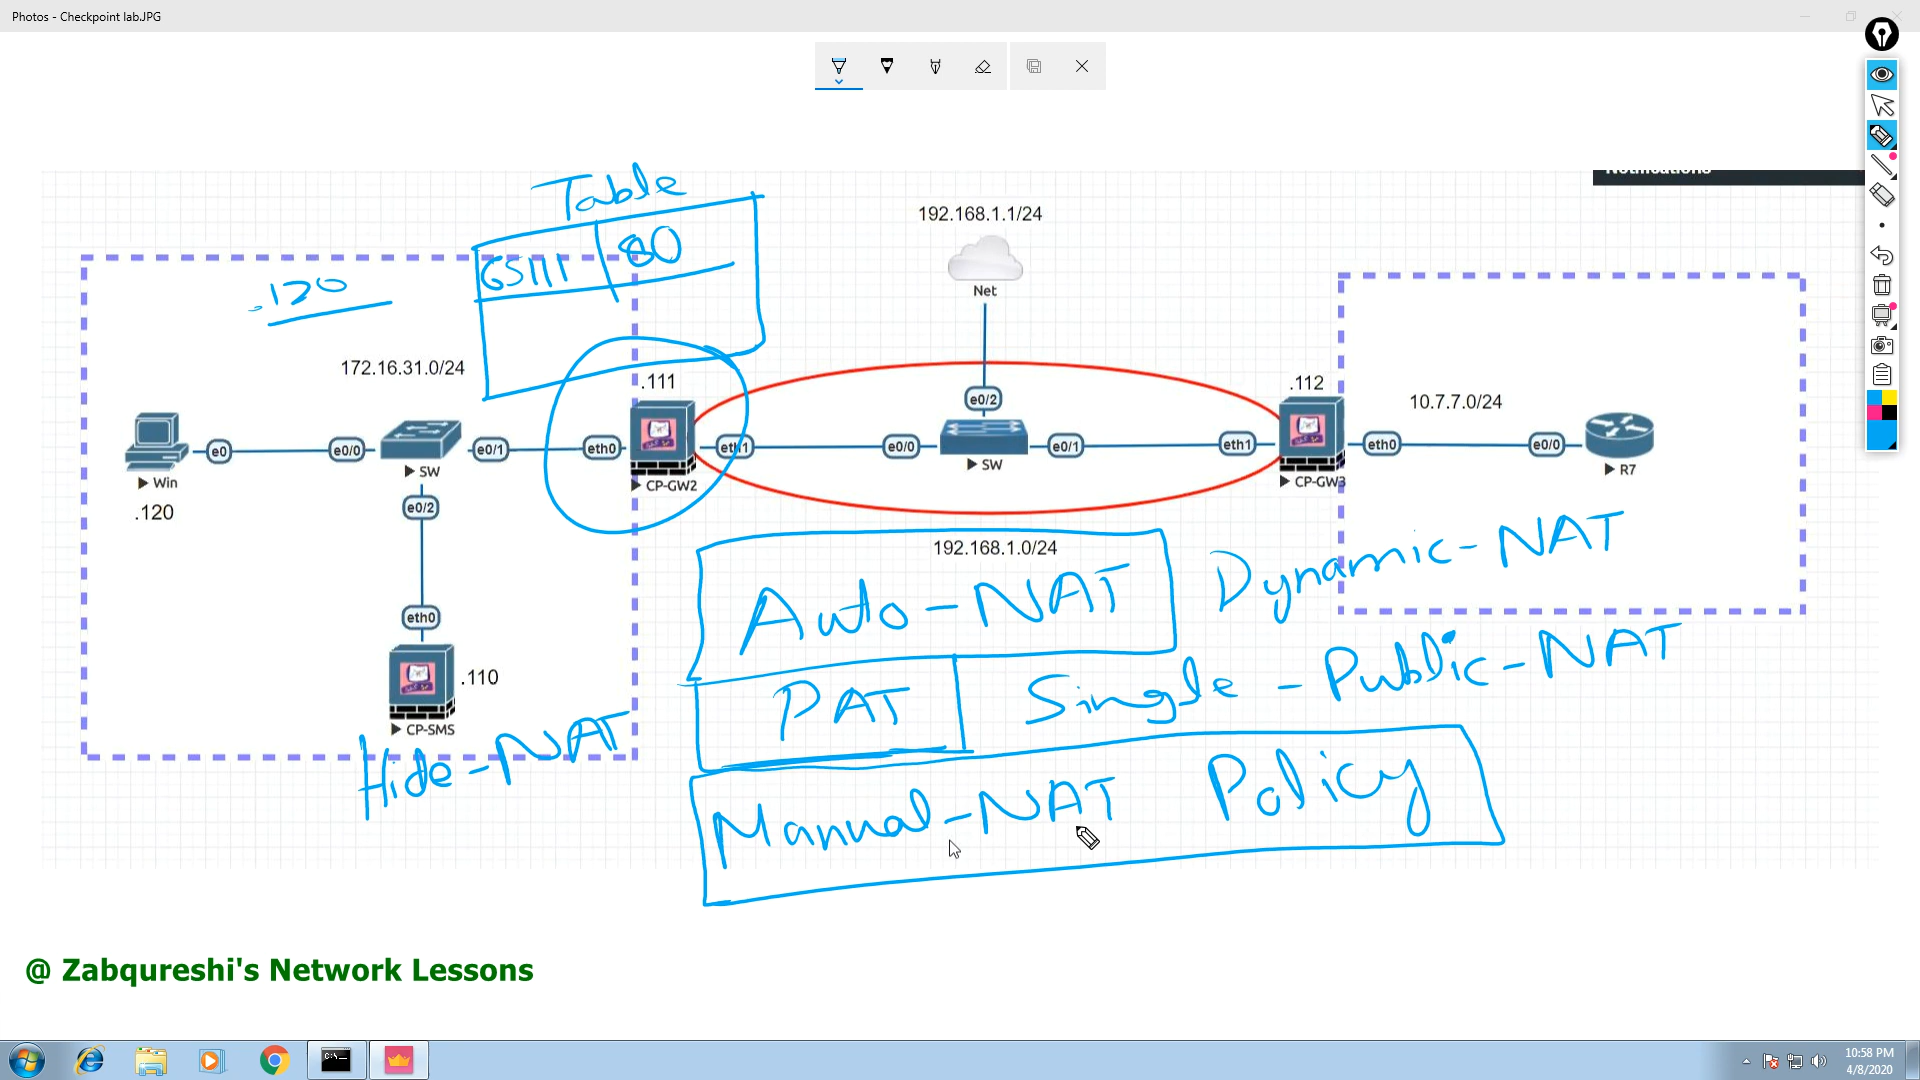 Photos - Checkpoint lab.JPG
Table
65111 80
.120
192.168.1.1/24
Net
172.16.31.0/24
.111
.112
10.7.7.0/24
e0/2
e0 e0/0 e0/1 eth0 eth1 e0/0 e0/1 eth1 eth0 e0/0
SW
SW
R7
Win
CP-GW2
CP-GW3
.120
e0/2
192.168.1.0/24
Dynamic-NAT
Auto-NAT
eth0
.110
Single-Public-NAT
PAT
CP-SMS
Hide-NAT
Manual-NAT Policy
@ Zabqureshi's Network Lessons
10:58 PM
4/8/2020